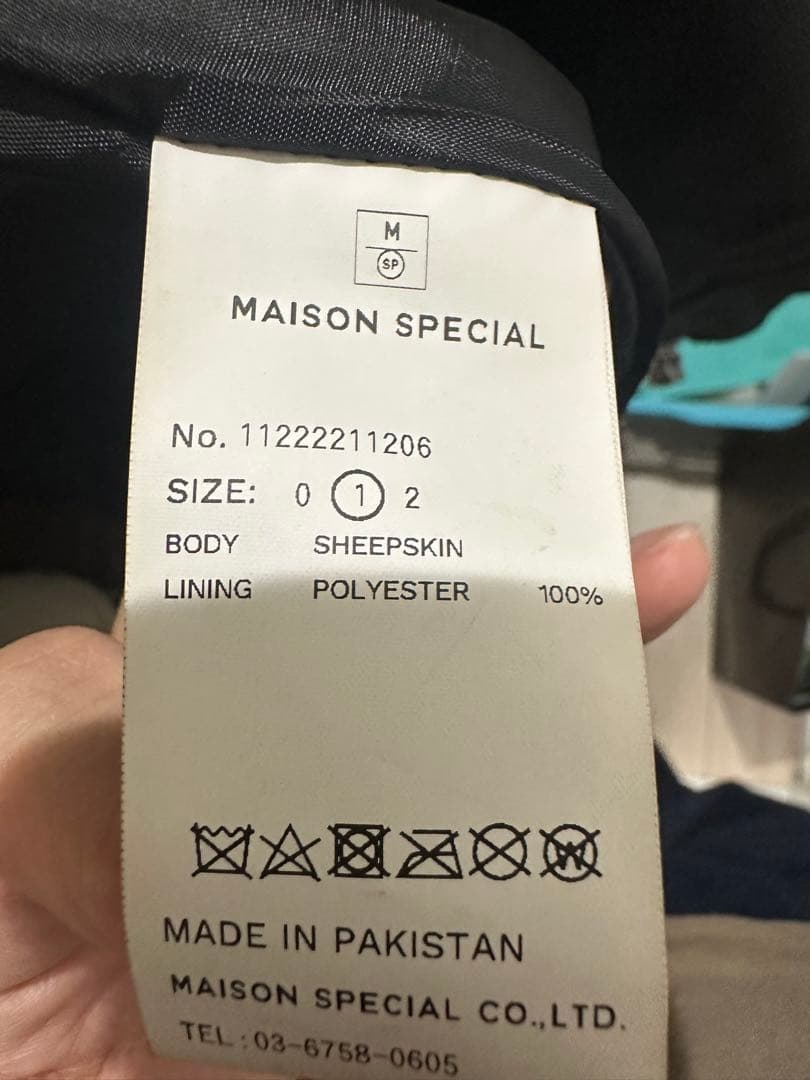 M
SP
MAISON SPECIAL
No. 11222211206
SIZE: 0 1 2
BODY SHEEPSKIN
LINING POLYESTER 100%
W
MADE IN PAKISTAN
MAISON SPECIAL CO.,LTD.
TEL:03-6758-0605